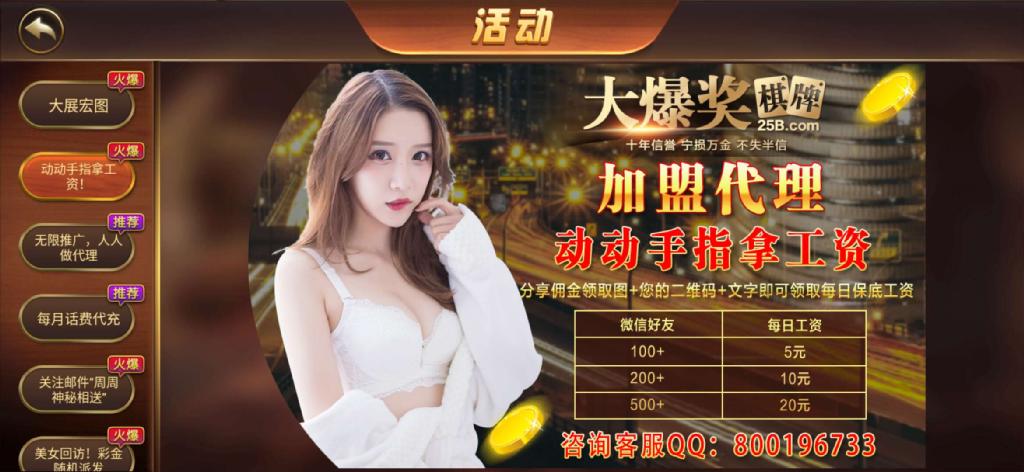 活动
火爆
大展宏图
火爆
动动手指拿工
资!
推荐
无限推广，人人
做代理
推荐
每月话费代充
火爆
关注邮件“周周
神秘相送”
火爆
美女回访！彩金
随机派发
大爆奖棋牌
25B.com
十年信誉 宁损万金 不失半信
加盟代理
动动手指拿工资
分享佣金领取图+您的二维码+文字即可领取每日保底工资
微信好友 每日工资
100+ 5元
200+ 10元
500+ 20元
咨询客服QQ：800196733